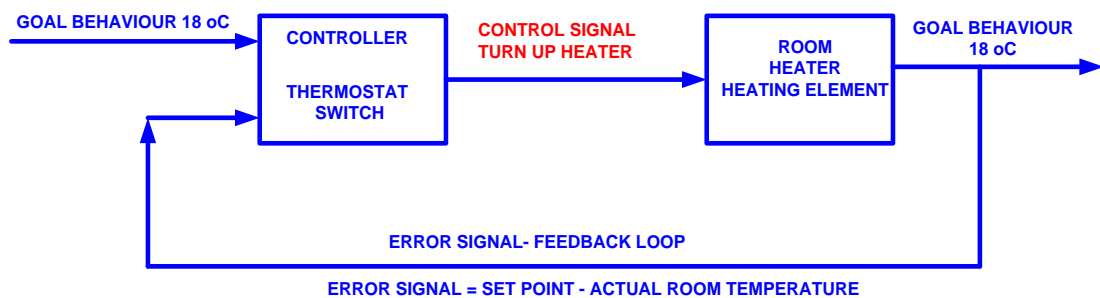 GOAL BEHAVIOUR 18 oC
CONTROLLER
THERMOSTAT
SWITCH
CONTROL SIGNAL
TURN UP HEATER
ROOM
HEATER
HEATING ELEMENT
GOAL BEHAVIOUR
18 oC
ERROR SIGNAL- FEEDBACK LOOP
ERROR SIGNAL = SET POINT - ACTUAL ROOM TEMPERATURE